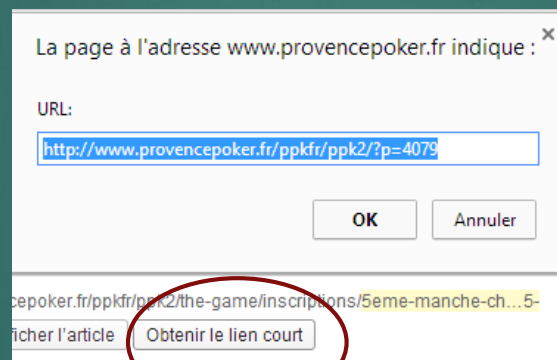 La page à l'adresse www.provencepoker.fr indique : ×
URL:
http://www.provencepoker.fr/ppkfr/ppk2/?p=4079
OK Annuler
cepoker.fr/ppkfr/ppk2/the-game/inscriptions/5eme-manche-ch...5-
ficher l'article Obtenir le lien court